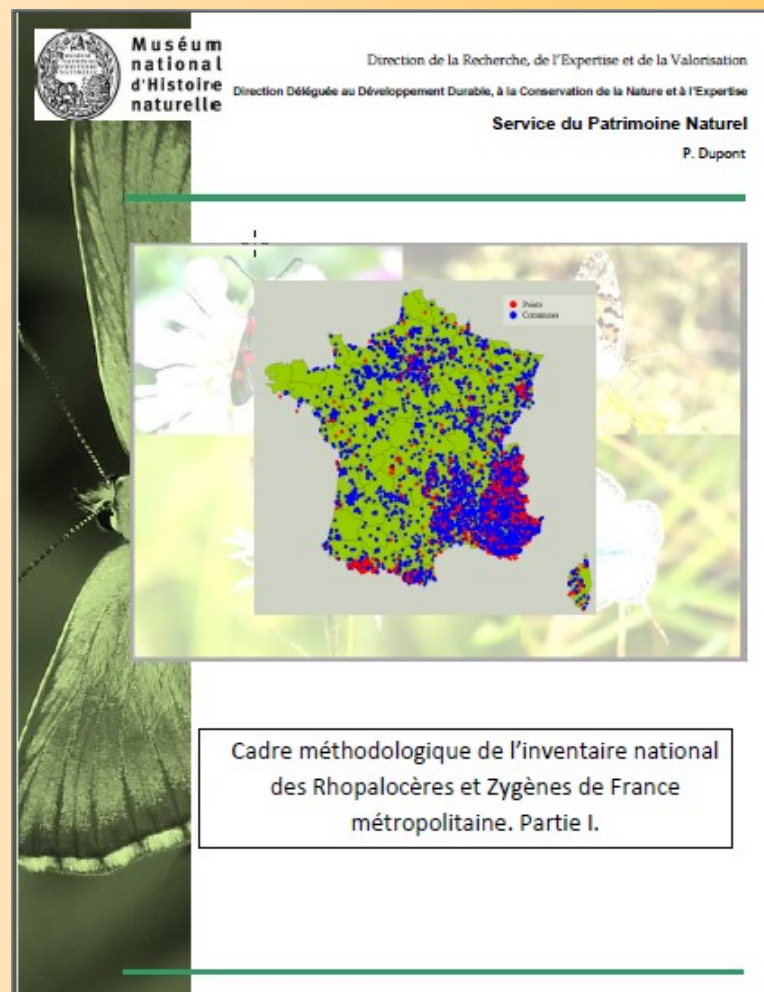 Muséum
national
d'Histoire
naturelle
Direction de la Recherche, de l'Expertise et de la Valorisation
Direction Déléguée au Développement Durable, à la Conservation de la Nature et à l'Expertise
Service du Patrimoine Naturel
P. Dupont
Points
Communes
Cadre méthodologique de l'inventaire national
des Rhopalocères et Zygènes de France
métropolitaine. Partie I.